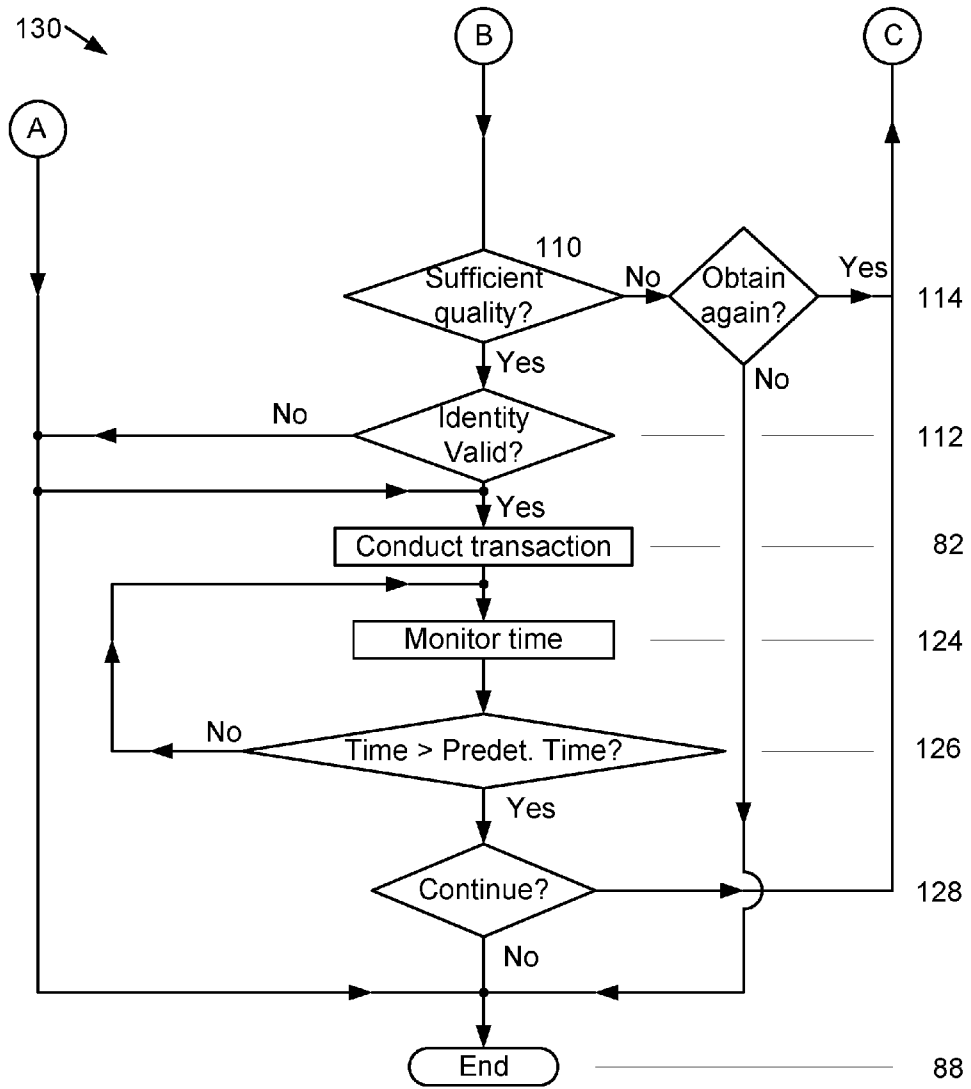 130
B
C
A
110
Sufficient
quality?
No
Obtain
again?
Yes
114
Yes
No
No
Identity
Valid?
112
Yes
Conduct transaction
82
Monitor time
124
No
Time > Predet. Time?
126
Yes
Continue?
128
No
End
88